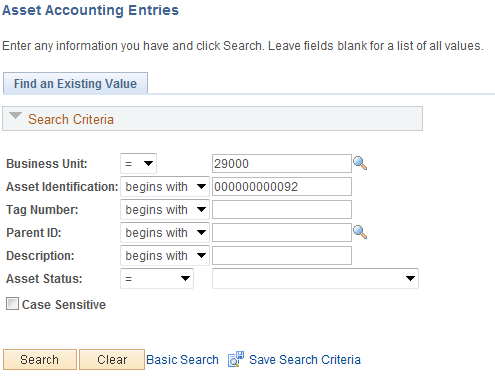 Asset Accounting Entries
Enter any information you have and click Search. Leave fields blank for a list of all values.
Find an Existing Value
Search Criteria
Business Unit: = 29000
Asset Identification: begins with 000000000092
Tag Number: begins with
Parent ID: begins with
Description: begins with
Asset Status: =
Case Sensitive
Search Clear Basic Search Save Search Criteria